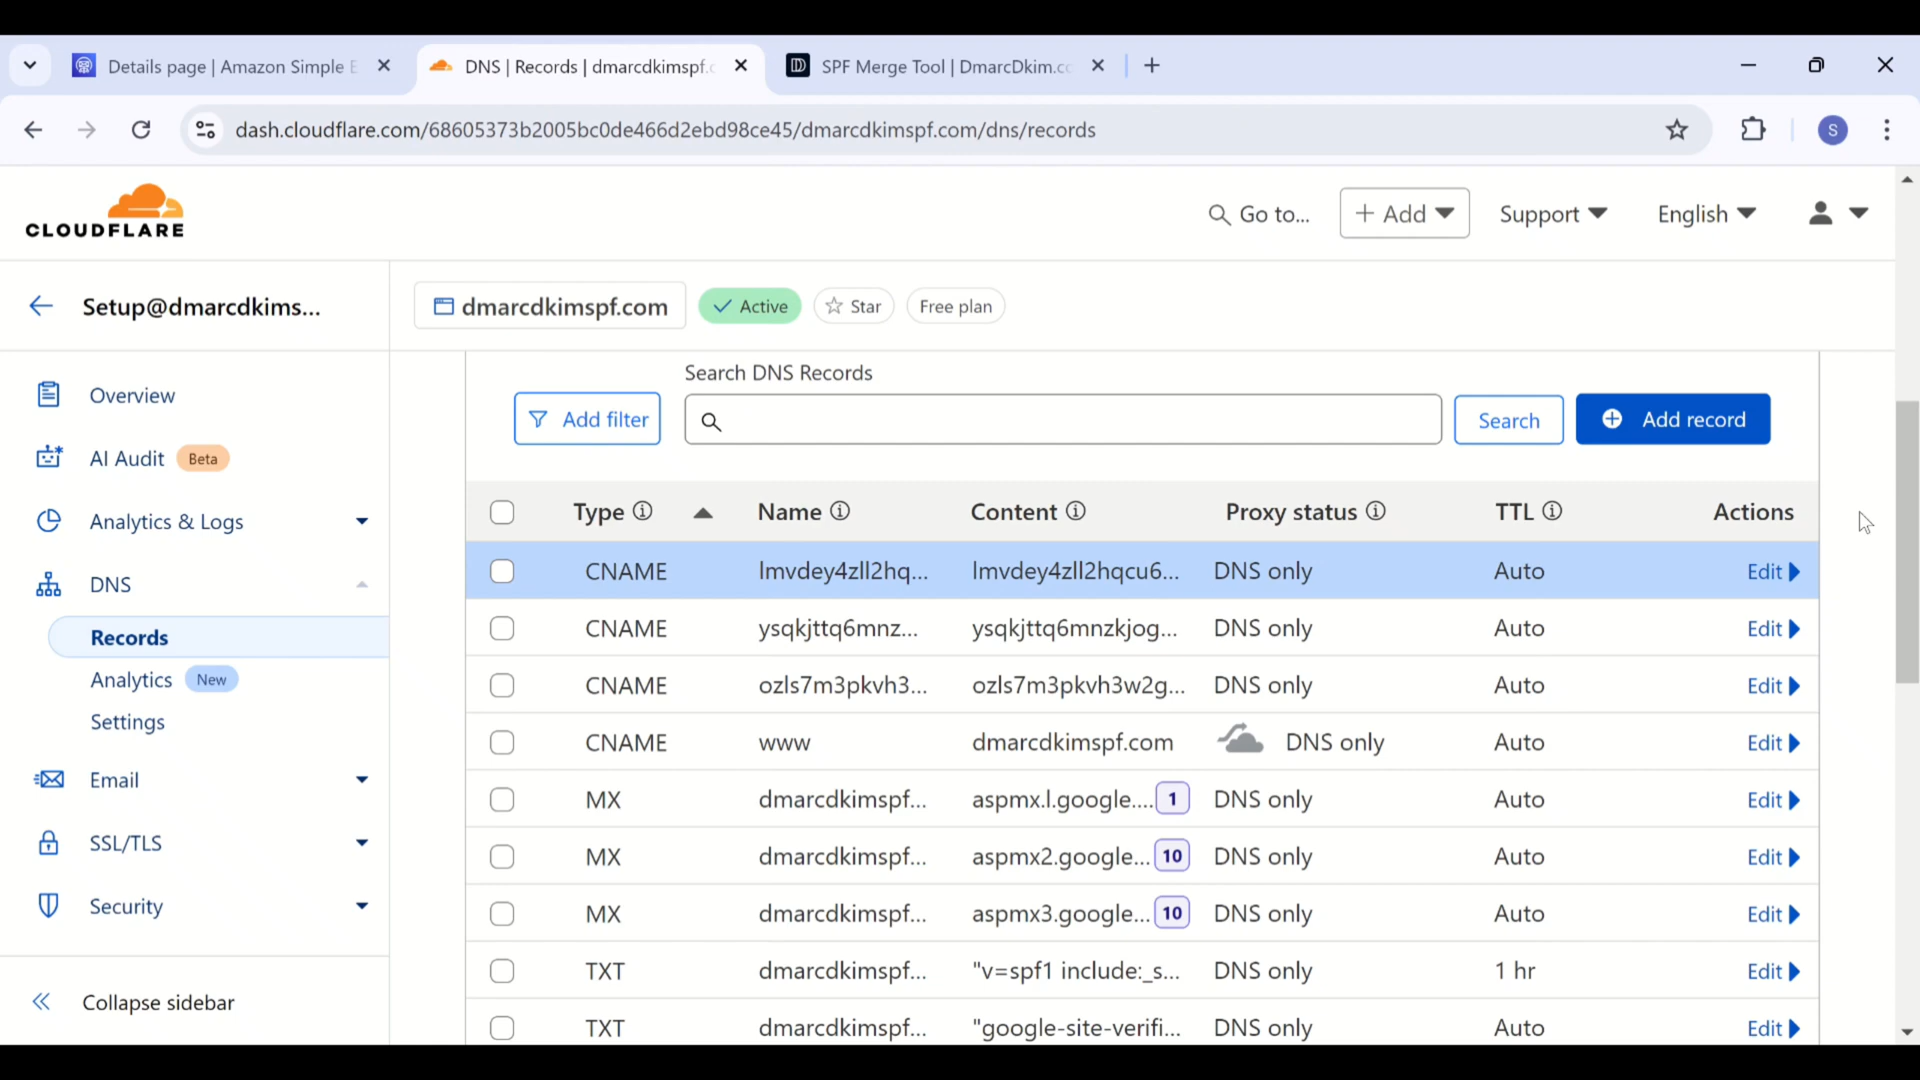 Details page | Amazon Simple E
DNS | Records | dmarcdkimspf.c
SPF Merge Tool | DmarcDkim.co
dash.cloudflare.com/68605373b2005bc0de466d2ebd98ce45/dmarcdkimspf.com/dns/records
S
CLOUDFLARE
Go to...
+ Add
Support
English
Setup@dmarcdkims...
dmarcdkimspf.com
Active
Star
Free plan
Overview
AI Audit Beta
Analytics & Logs
DNS
Records
Analytics New
Settings
Email
SSL/TLS
Security
Collapse sidebar
Search DNS Records
Add filter
Search
Add record
Type Name Content Proxy status TTL Actions
CNAME lmvdey4zll2hq... lmvdey4zll2hqcu6... DNS only Auto Edit
CNAME ysqkjttq6mnz... ysqkjttq6mnzkjog... DNS only Auto Edit
CNAME ozls7m3pkvh3... ozls7m3pkvh3w2g... DNS only Auto Edit
CNAME www dmarcdkimspf.com DNS only Auto Edit
MX dmarcdkimspf... aspmx.l.google.... 1 DNS only Auto Edit
MX dmarcdkimspf... aspmx2.google... 10 DNS only Auto Edit
MX dmarcdkimspf... aspmx3.google... 10 DNS only Auto Edit
TXT dmarcdkimspf... "v=spf1 include:_s... DNS only 1 hr Edit
TXT dmarcdkimspf... "google-site-verifi... DNS only Auto Edit